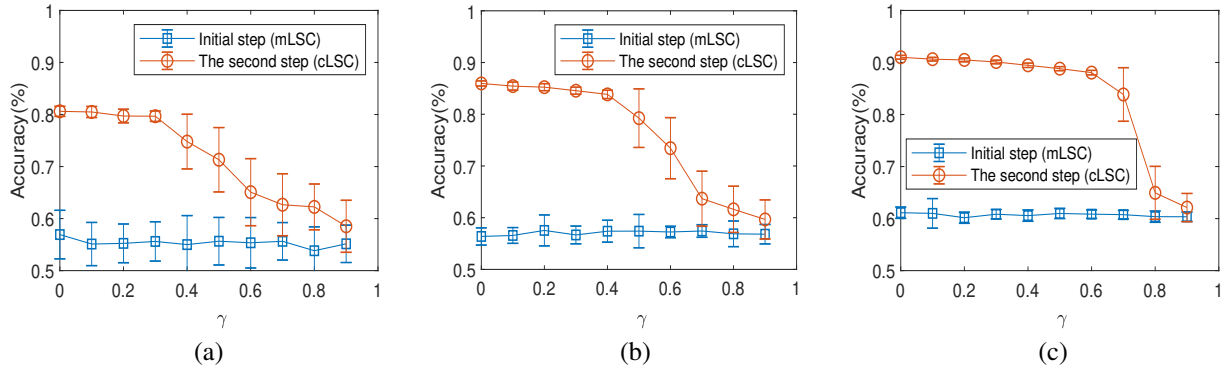 Initial step (mLSC)
The second step (cLSC)
Accuracy(%)
1
0.9
0.8
0.7
0.6
0.5
0 0.2 0.4 0.6 0.8 1
γ
(a)
Initial step (mLSC)
The second step (cLSC)
Accuracy(%)
1
0.9
0.8
0.7
0.6
0.5
0 0.2 0.4 0.6 0.8 1
γ
(b)
Initial step (mLSC)
The second step (cLSC)
Accuracy(%)
1
0.9
0.8
0.7
0.6
0.5
0 0.2 0.4 0.6 0.8 1
γ
(c)